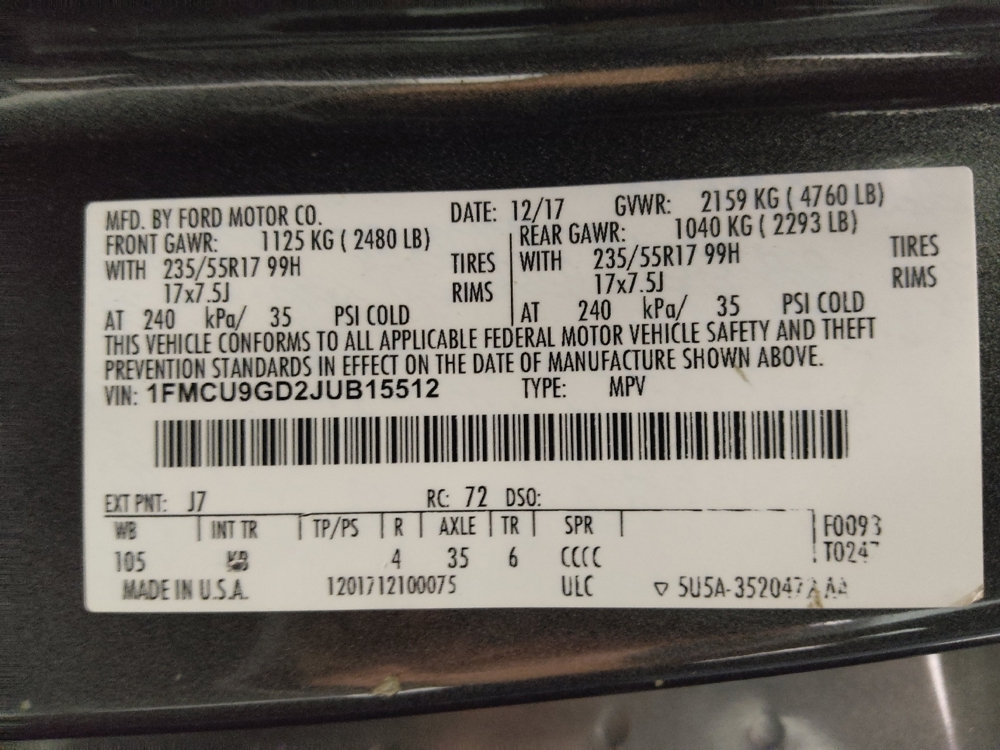 MFD. BY FORD MOTOR CO. DATE: 12/17 GVWR: 2159 KG ( 4760 LB)
FRONT GAWR: 1125 KG ( 2480 LB) REAR GAWR: 1040 KG ( 2293 LB)
WITH 235/55R17 99H TIRES WITH 235/55R17 99H TIRES
17x7.5J RIMS 17x7.5J RIMS
AT 240 kPa/ 35 PSI COLD AT 240 kPa/ 35 PSI COLD
THIS VEHICLE CONFORMS TO ALL APPLICABLE FEDERAL MOTOR VEHICLE SAFETY AND THEFT
PREVENTION STANDARDS IN EFFECT ON THE DATE OF MANUFACTURE SHOWN ABOVE.
VIN: 1FMCU9GD2JUB15512 TYPE: MPV
EXT PNT: J7 RC: 72 DSO:
WB INT TR TP/PS R AXLE TR SPR F0093
105 4 35 6 CCCC
MADE IN U.S.A. 1201712100075 ULC